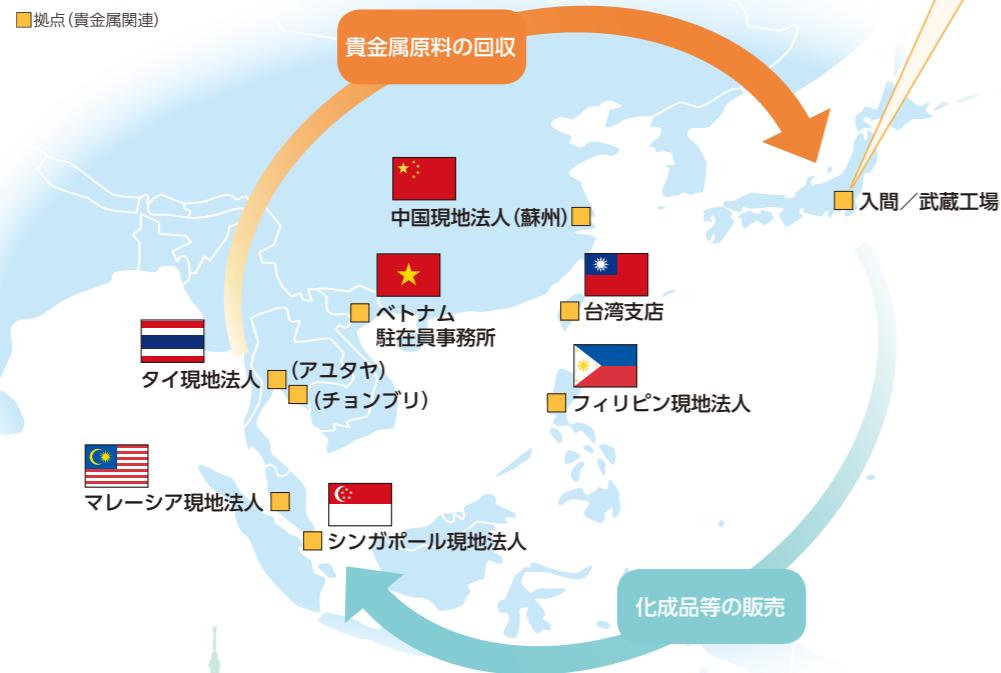 拠点（貴金属関連）
貴金属原料の回収
入間／武蔵工場
中国現地法人（蘇州）
ベトナム
駐在員事務所
台湾支店
タイ現地法人
（アユタヤ）
（チョンブリ）
フィリピン現地法人
マレーシア現地法人
シンガポール現地法人
化成品等の販売